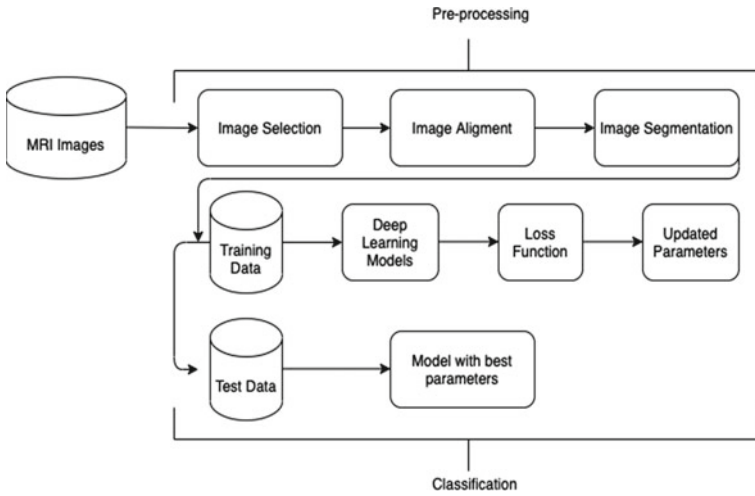 Pre-processing
MRI Images
Image Selection
Image Aligment
Image Segmentation
Training
Data
Deep
Learning
Models
Loss
Function
Updated
Parameters
Test Data
Model with best
parameters
Classification